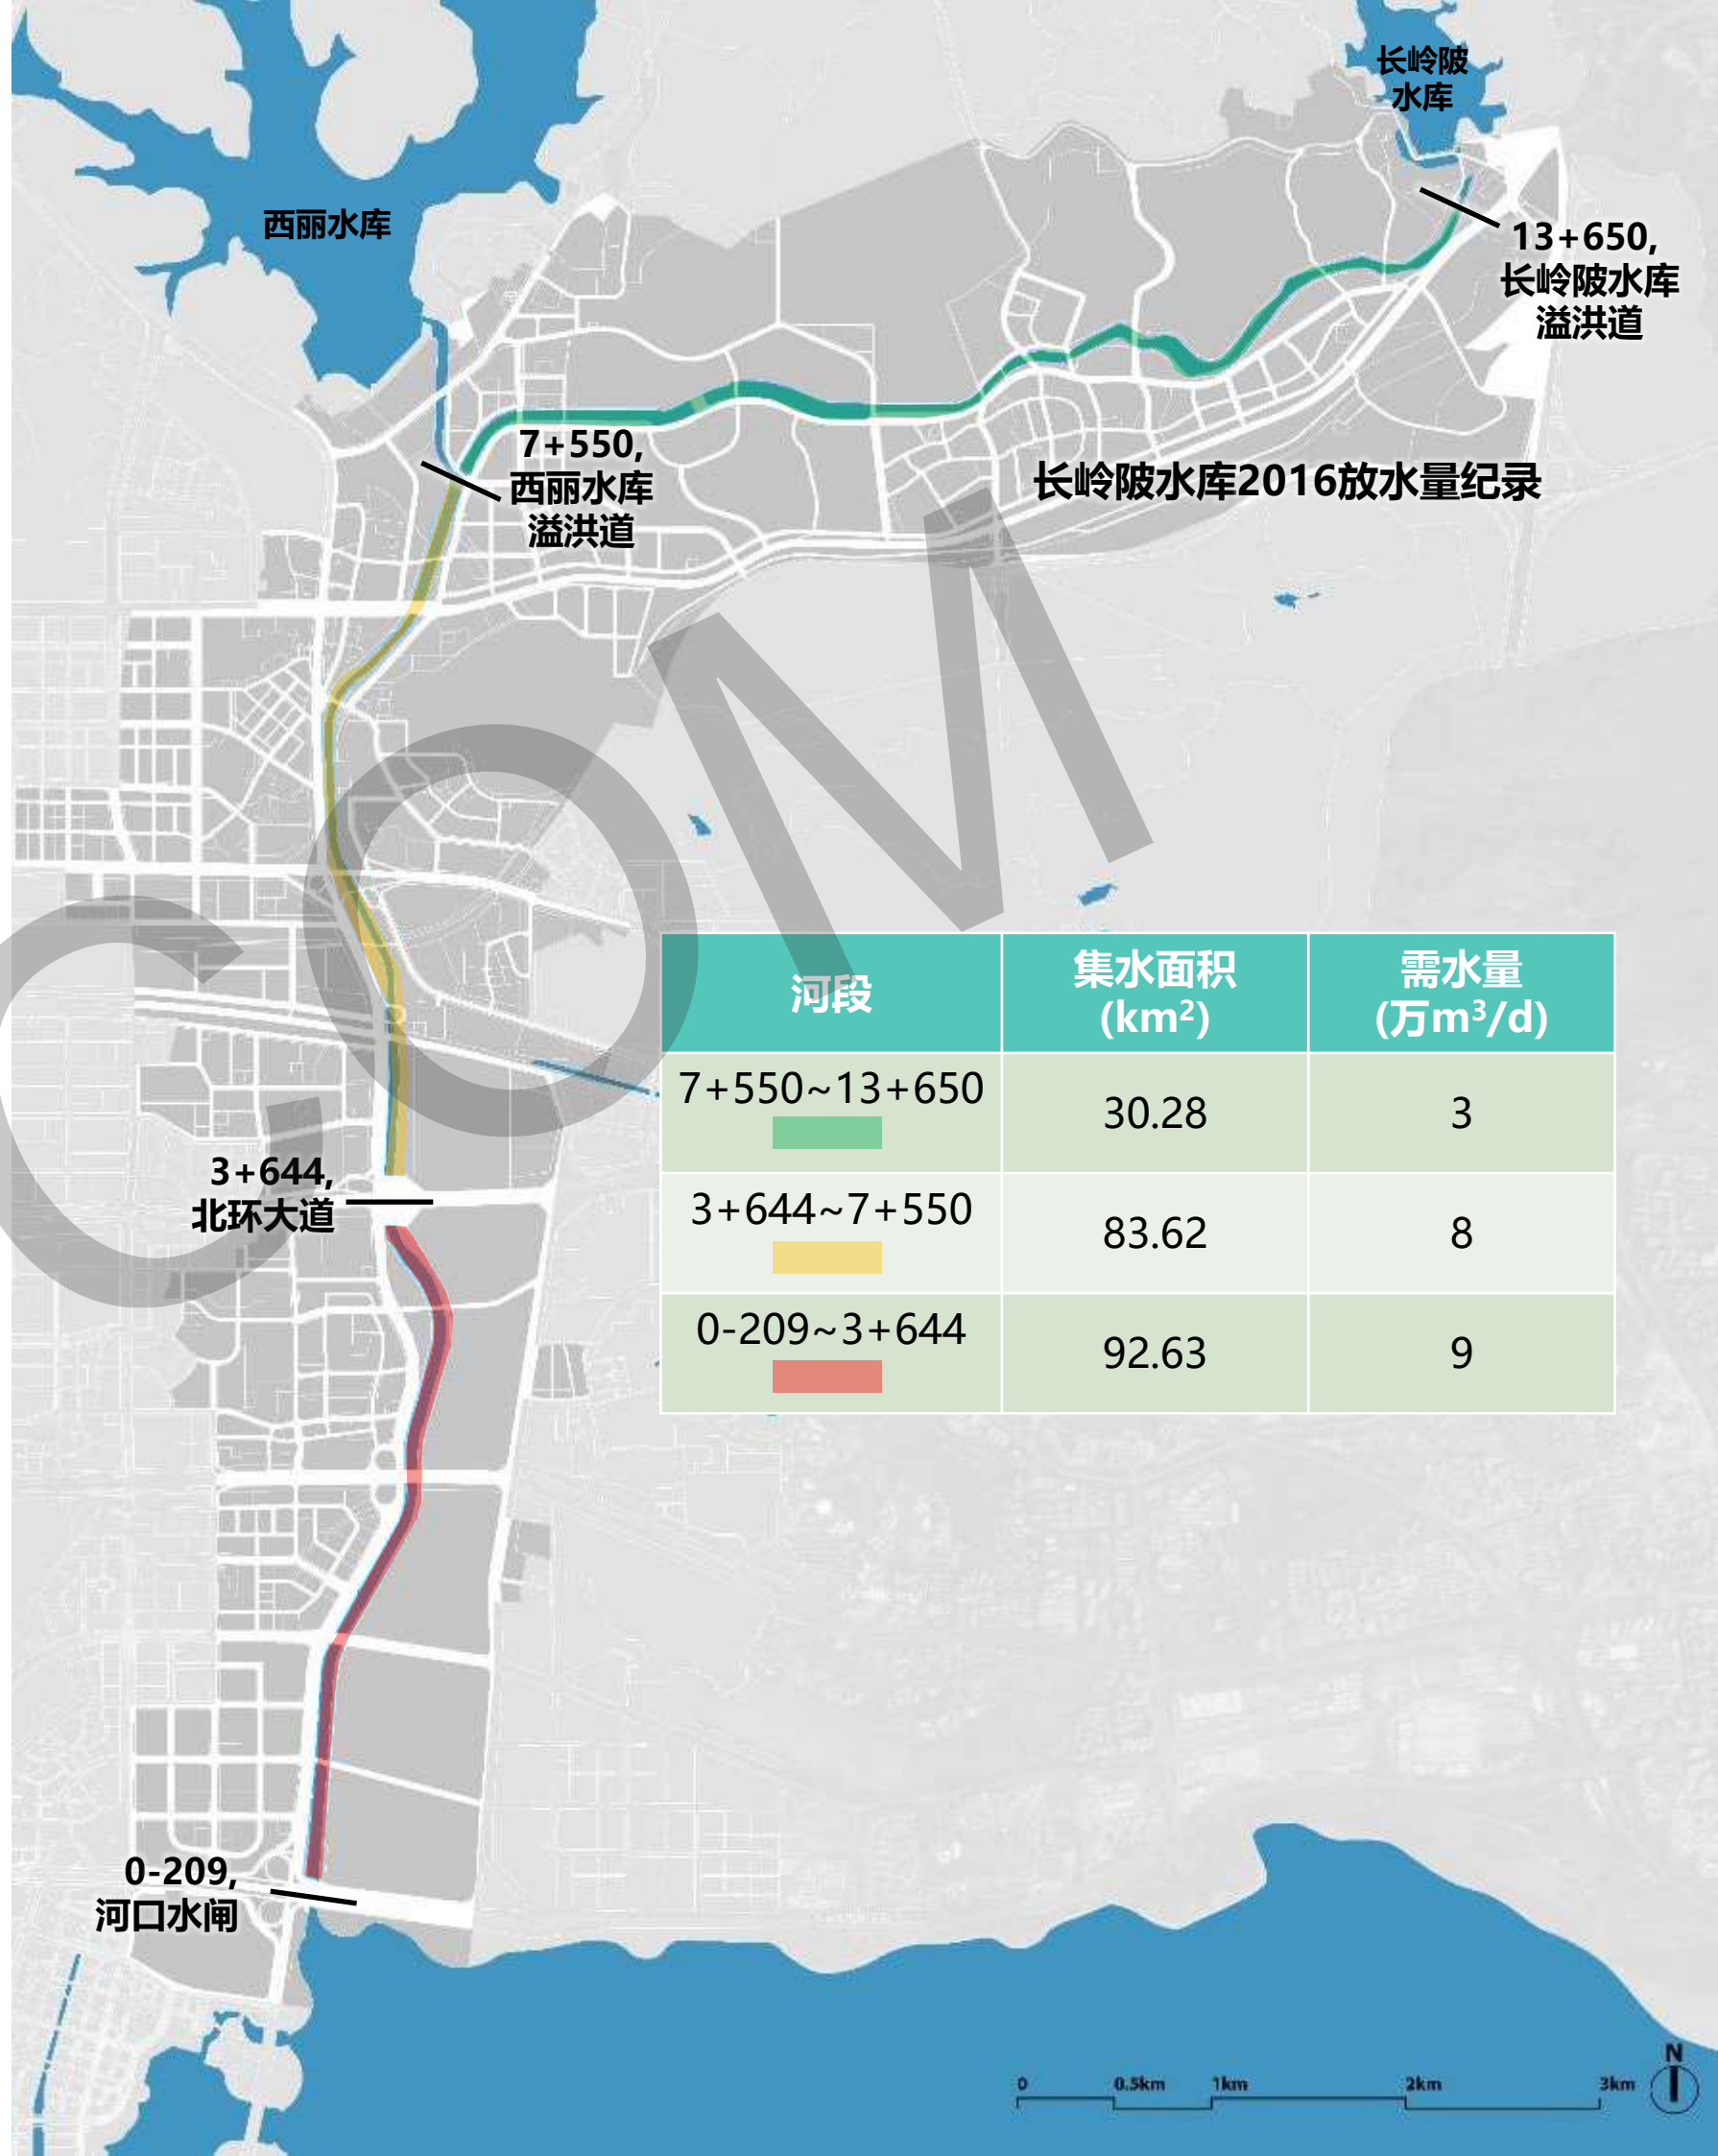 长岭陂
水库
西丽水库
13+650,
长岭陂水库
溢洪道
7+550,
西丽水库
溢洪道
长岭陂水库2016放水量纪录
河段
集水面积
(km²)
需水量
(万m³/d)
7+550~13+650
30.28
3
3+644~7+550
83.62
8
0-209~3+644
92.63
9
3+644,
北环大道
0-209,
河口水闸
COM
N
0 0.5km 1km 2km 3km